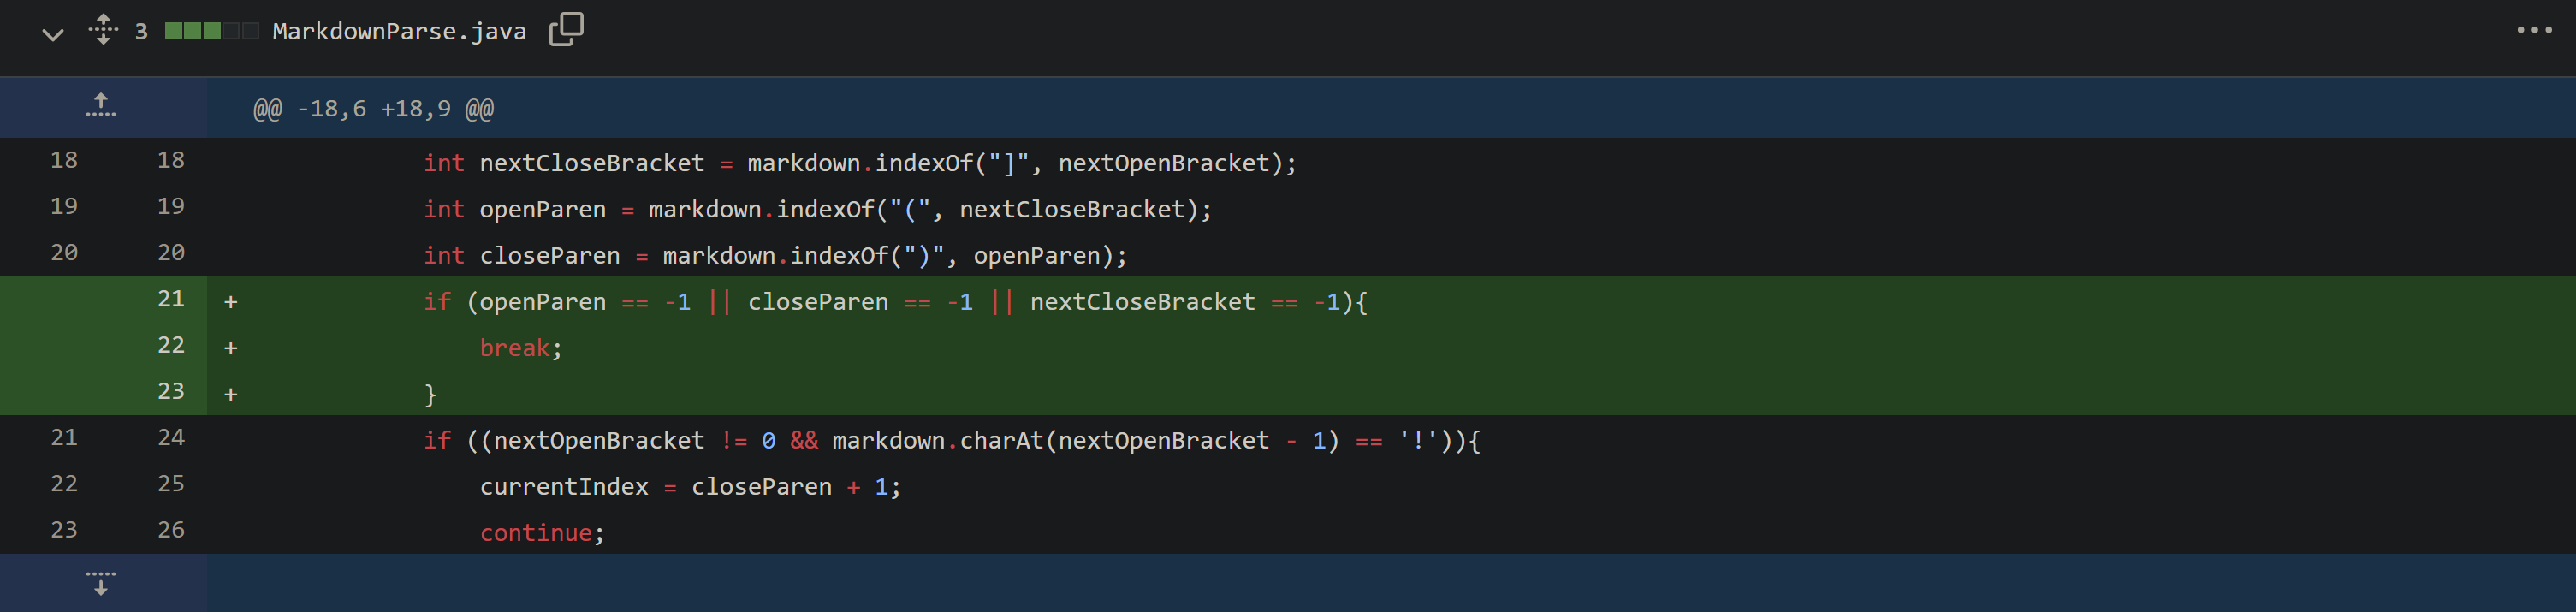 3 MarkdownParse.java
@@ -18,6 +18,9 @@
18 18 int nextCloseBracket = markdown.indexOf("]", nextOpenBracket);
19 19 int openParen = markdown.indexOf("(", nextCloseBracket);
20 20 int closeParen = markdown.indexOf(")", openParen);
21 + if (openParen == -1 || closeParen == -1 || nextCloseBracket == -1){
22 + break;
23 + }
21 24 if ((nextOpenBracket != 0 && markdown.charAt(nextOpenBracket - 1) == '!')){
22 25 currentIndex = closeParen + 1;
23 26 continue;